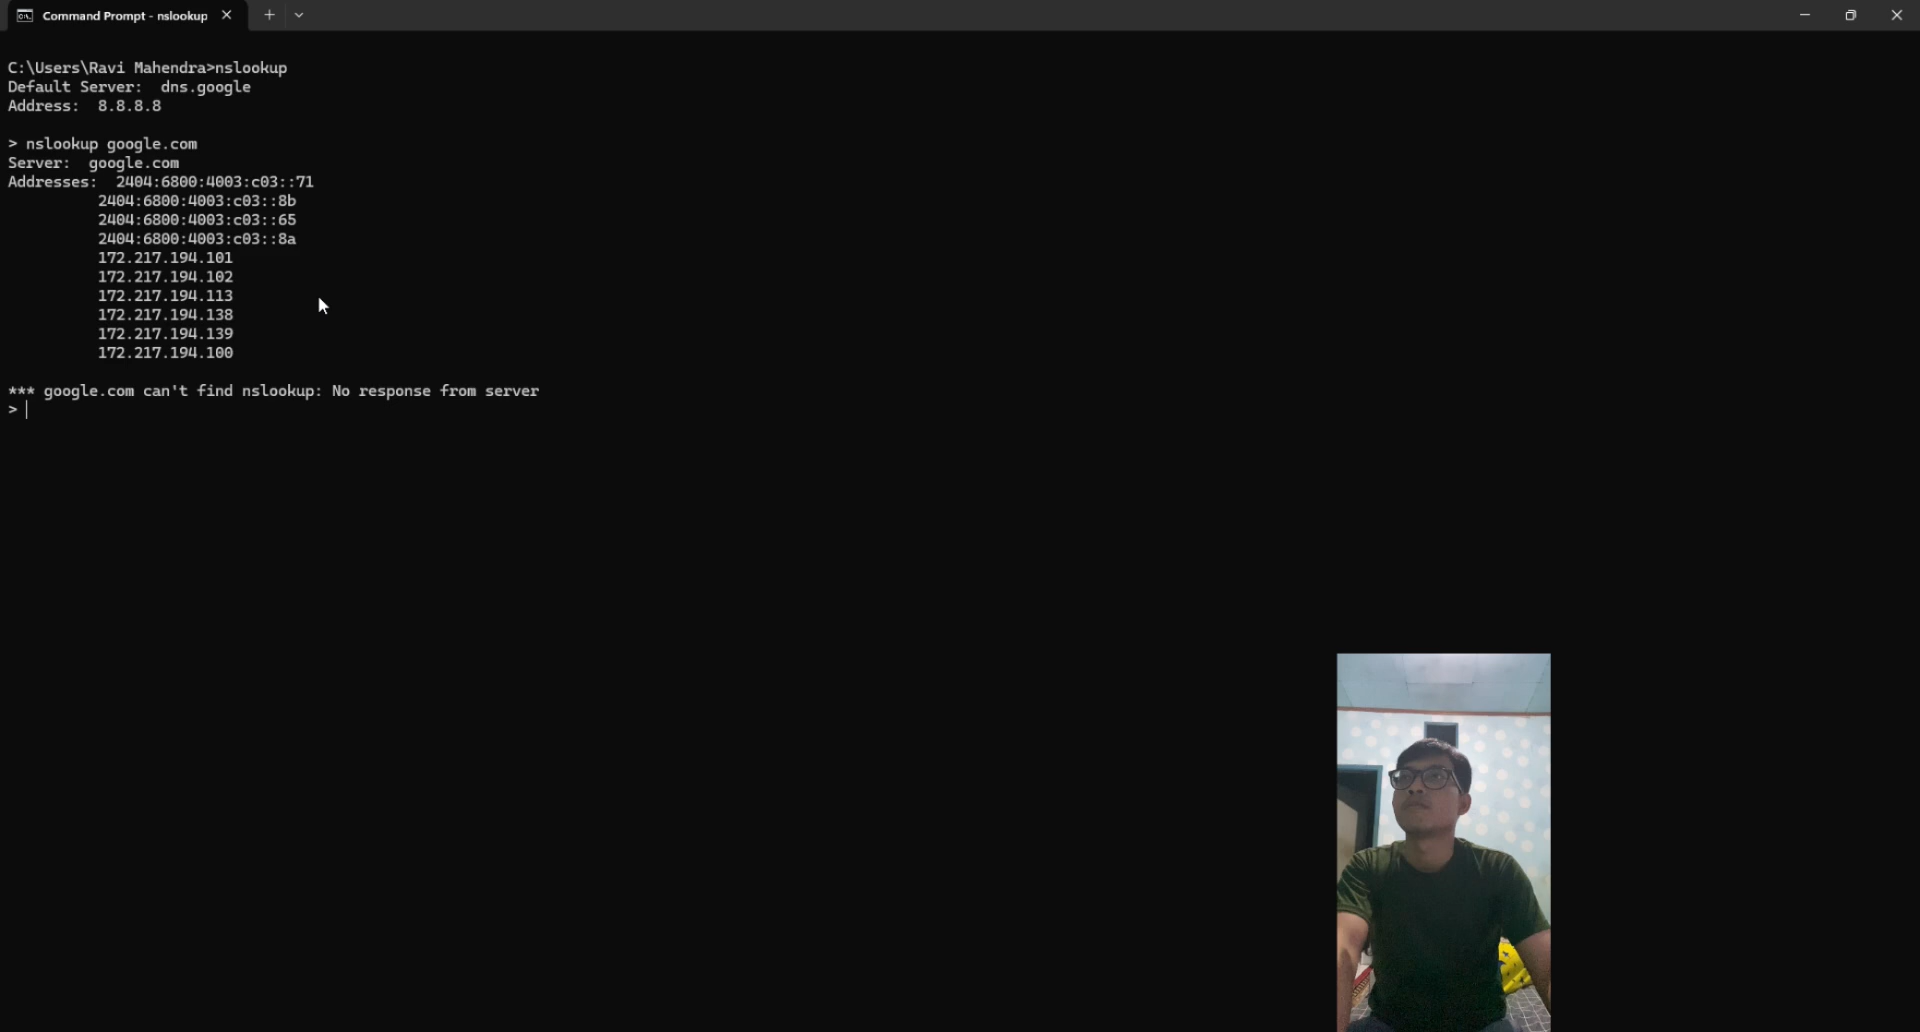 Command Prompt - nslookup
C:\Users\Ravi Mahendra>nslookup
Default Server:  dns.google
Address:  8.8.8.8
> nslookup google.com
Server:  google.com
Addresses:  2404:6800:4003:c03::71
2404:6800:4003:c03::8b
2404:6800:4003:c03::65
2404:6800:4003:c03::8a
172.217.194.101
172.217.194.102
172.217.194.113
172.217.194.138
172.217.194.139
172.217.194.100
*** google.com can't find nslookup: No response from server
>